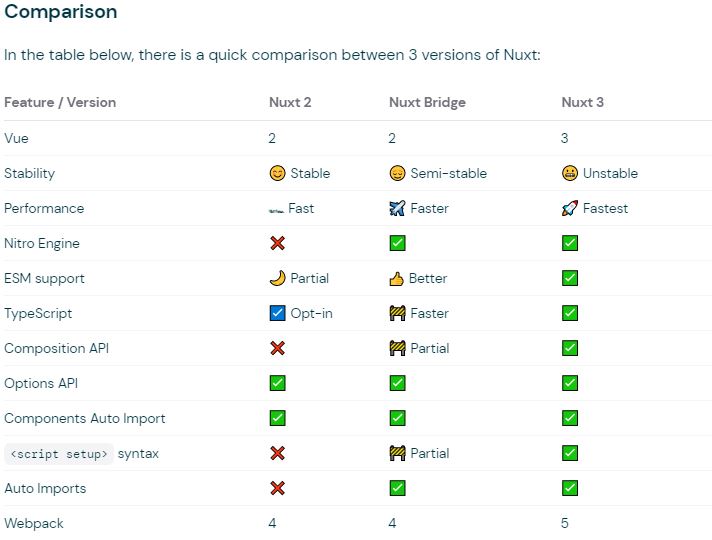 Comparison
In the table below, there is a quick comparison between 3 versions of Nuxt:
Feature / Version Nuxt 2 Nuxt Bridge Nuxt 3
Vue 2 2 3
Stability 😊 Stable 😌 Semi-stable 😬 Unstable
Performance 🏎 Fast ✈️ Faster 🚀 Fastest
Nitro Engine ❌ ✅ ✅
ESM support 🌙 Partial 👍 Better ✅
TypeScript ☑️ Opt-in 🚧 Faster ✅
Composition API ❌ 🚧 Partial ✅
Options API ✅ ✅ ✅
Components Auto Import ✅ ✅ ✅
<script setup> syntax ❌ 🚧 Partial ✅
Auto Imports ❌ ✅ ✅
Webpack 4 4 5